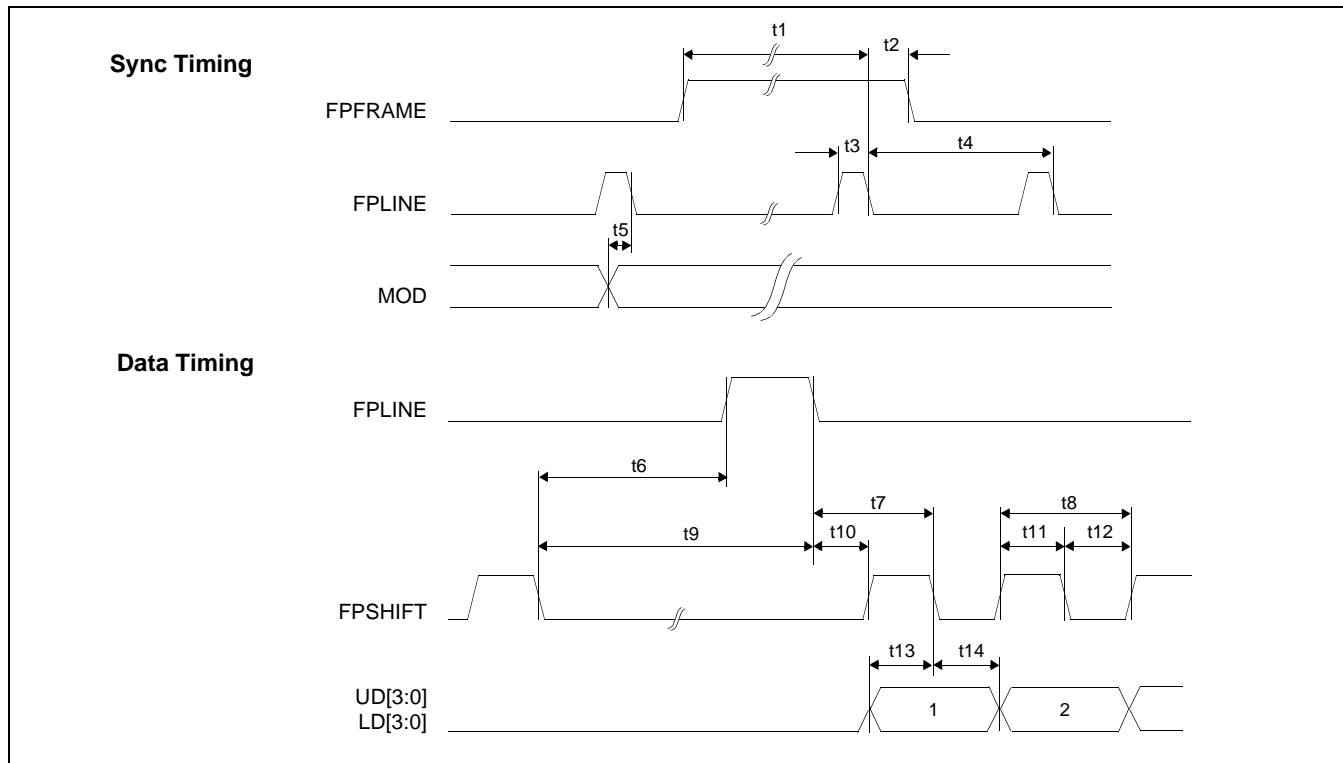 t1
t2
Sync Timing
FPFRAME
t3
t4
FPLINE
t5
MOD
Data Timing
FPLINE
t6
t7
t8
t9
t10
t11
t12
FPSHIFT
t13
t14
UD[3:0]
LD[3:0]
1
2